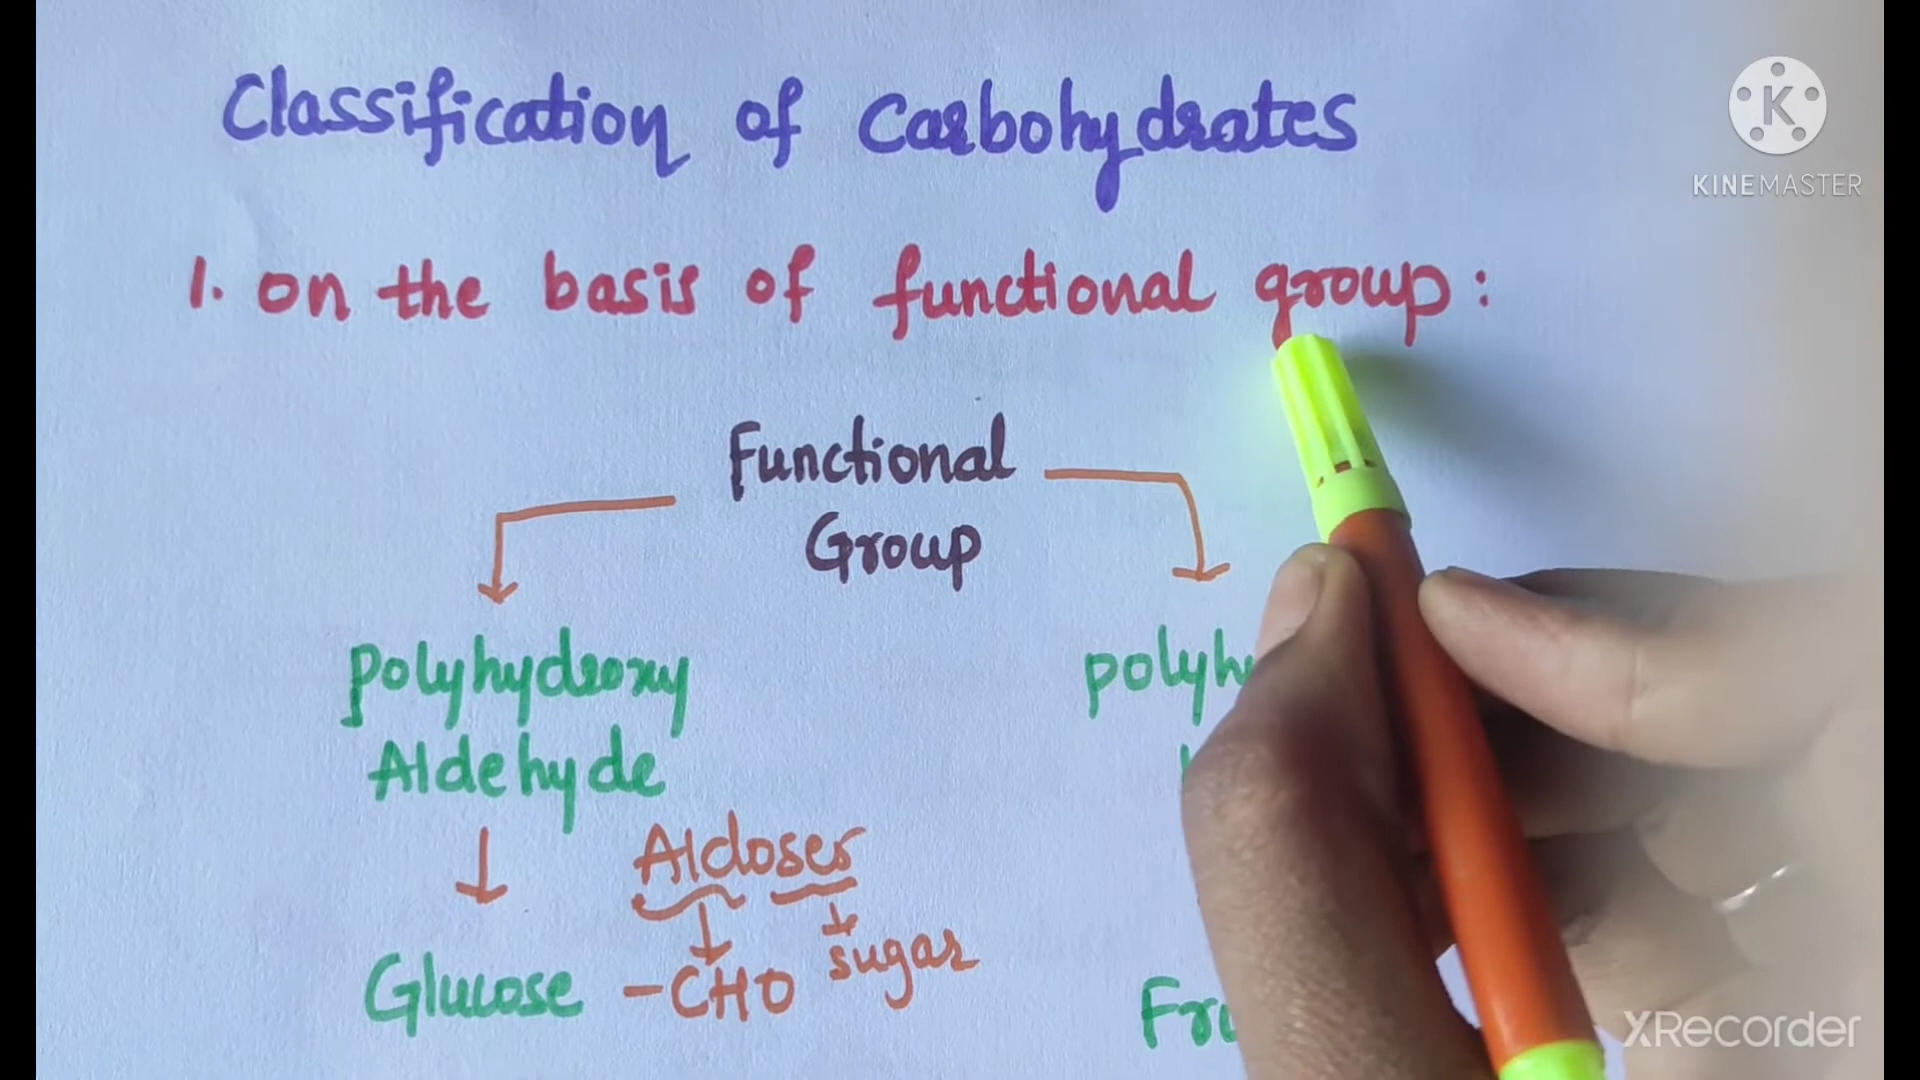 Classification of Carbohydrates
K
KINEMASTER
1. on the basis of functional group:
Functional
Group
polyhydroxy
Aldehyde
Aldoses
sugar
Glucose -CHO
XRecorder